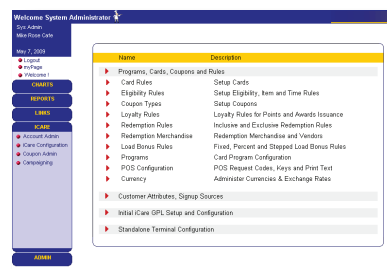 Welcome System Administrator
Sys Admin
Mike Rose Cafe
May 7, 2009
Logout
myPage
Welcome !
CHARTS
REPORTS
LINKS
ICARE
Account Admin
iCare Configuration
Coupon Admin
Campaigning
ADMIN
Name Description
Programs, Cards, Coupons and Rules
Card Rules Setup Cards
Eligibility Rules Setup Eligibility, Item and Time Rules
Coupon Types Setup Coupons
Loyalty Rules Loyalty Rules for Points and Awards Issuance
Redemption Rules Inclusive and Exclusive Redemption Rules
Redemption Merchandise Redemption Merchandise and Vendors
Load Bonus Rules Fixed, Percent and Stepped Load Bonus Rules
Programs Card Program Configuration
POS Configuration POS Request Codes, Keys and Print Text
Currency Administer Currencies & Exchange Rates
Customer Attributes, Signup Sources
Initial iCare GPL Setup and Configuration
Standalone Terminal Configuration